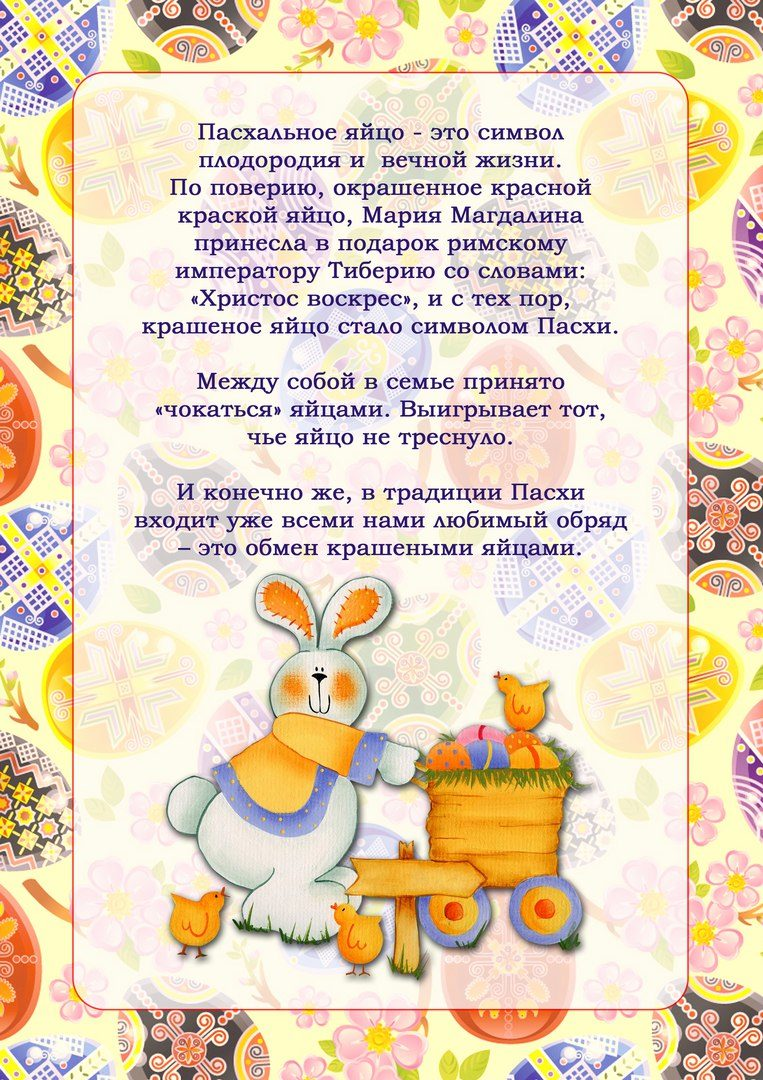 Пасхальное яйцо - это символ
плодородия и вечной жизни.
По поверию, окрашенное красной
краской яйцо, Мария Магдалина
принесла в подарок римскому
императору Тиберию со словами:
«Христос воскрес», и с тех пор,
крашеное яйцо стало символом Пасхи.
Между собой в семье принято
«чокаться» яйцами. Выигрывает тот,
чье яйцо не треснуло.
И конечно же, в традиции Пасхи
входит уже всеми нами любимый обряд
– это обмен крашеными яйцами.